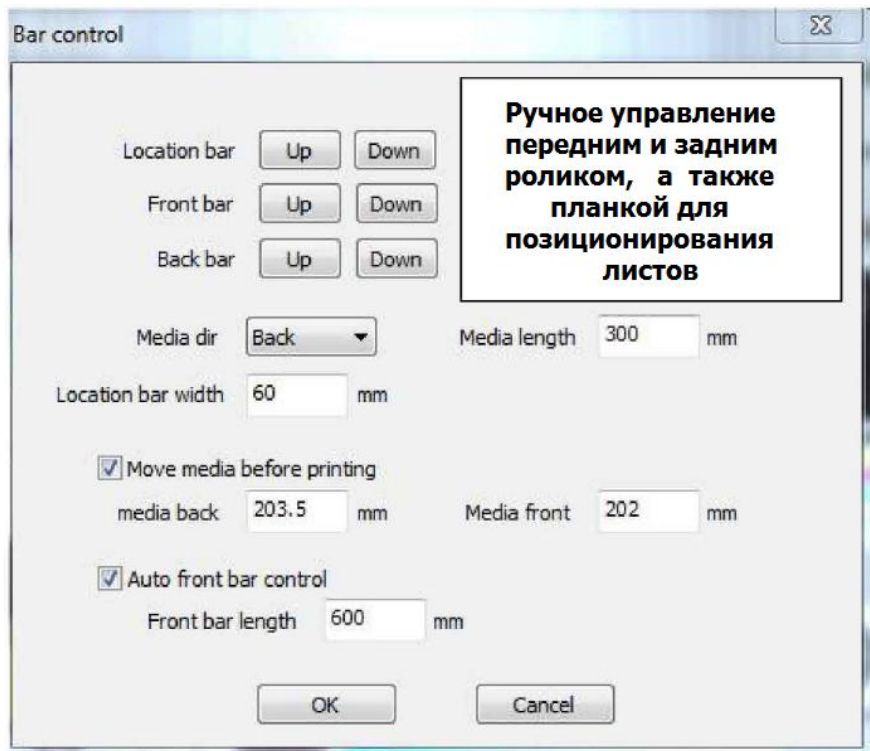 Bar control
Ручное управление
передним и задним
роликом, а также
планкой для
позиционирования
листов
Location bar Up Down
Front bar Up Down
Back bar Up Down
Media dir Back Media length 300 mm
Location bar width 60 mm
Move media before printing
media back 203.5 mm Media front 202 mm
Auto front bar control
Front bar length 600 mm
OK Cancel